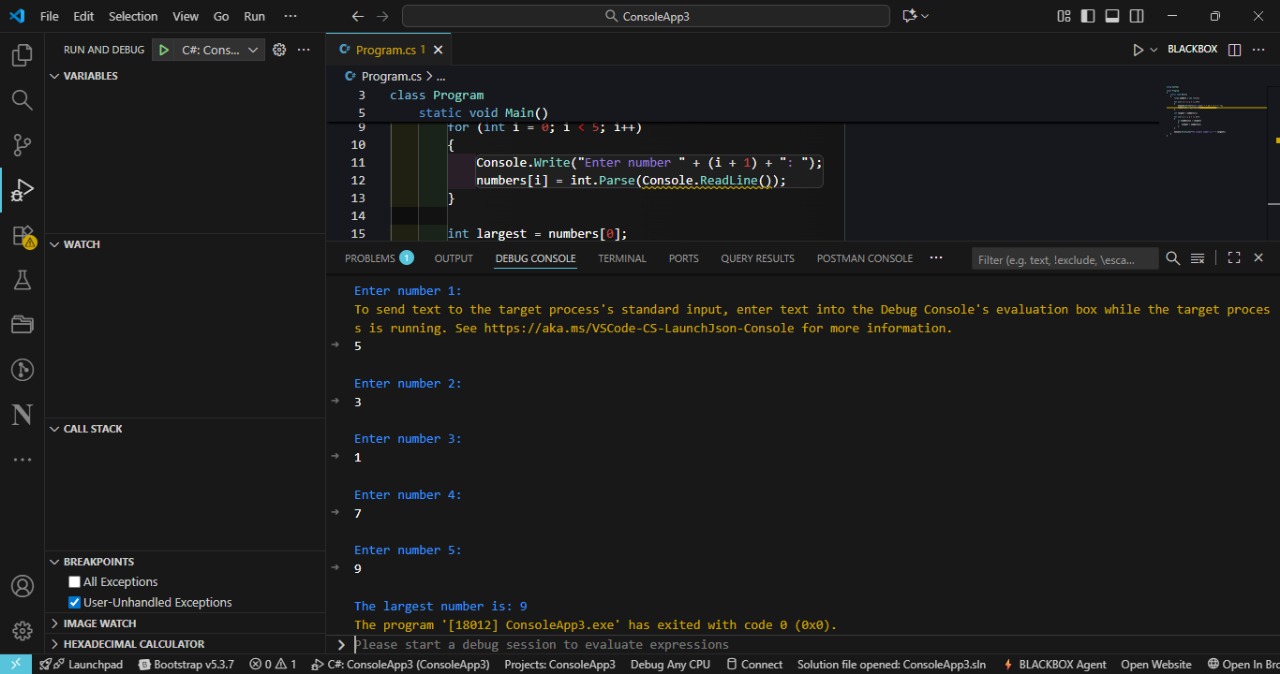 File Edit Selection View Go Run ··· ConsoleApp3
RUN AND DEBUG C#: Cons... ···
VARIABLES
WATCH
CALL STACK
BREAKPOINTS
All Exceptions
User-Unhandled Exceptions
IMAGE WATCH
HEXADECIMAL CALCULATOR
Program.cs 1 BLACKBOX ···
Program.cs > ...
3 class Program
5 static void Main()
9 for (int i = 0; i < 5; i++)
10 {
11 Console.Write("Enter number " + (i + 1) + ": ");
12 numbers[i] = int.Parse(Console.ReadLine());
13 }
14
15 int largest = numbers[0];
PROBLEMS 1 OUTPUT DEBUG CONSOLE TERMINAL PORTS QUERY RESULTS POSTMAN CONSOLE ··· Filter (e.g. text, !exclude, \esca...
Enter number 1:
To send text to the target process's standard input, enter text into the Debug Console's evaluation box while the target proces
s is running. See https://aka.ms/VSCode-CS-LaunchJson-Console for more information.
5
Enter number 2:
3
Enter number 3:
1
Enter number 4:
7
Enter number 5:
9
The largest number is: 9
The program '[18012] ConsoleApp3.exe' has exited with code 0 (0x0).
Please start a debug session to evaluate expressions
Launchpad Bootstrap v5.3.7 0 1 C#: ConsoleApp3 (ConsoleApp3) Projects: ConsoleApp3 Debug Any CPU Connect Solution file opened: ConsoleApp3.sln BLACKBOX Agent Open Website Open In Bro